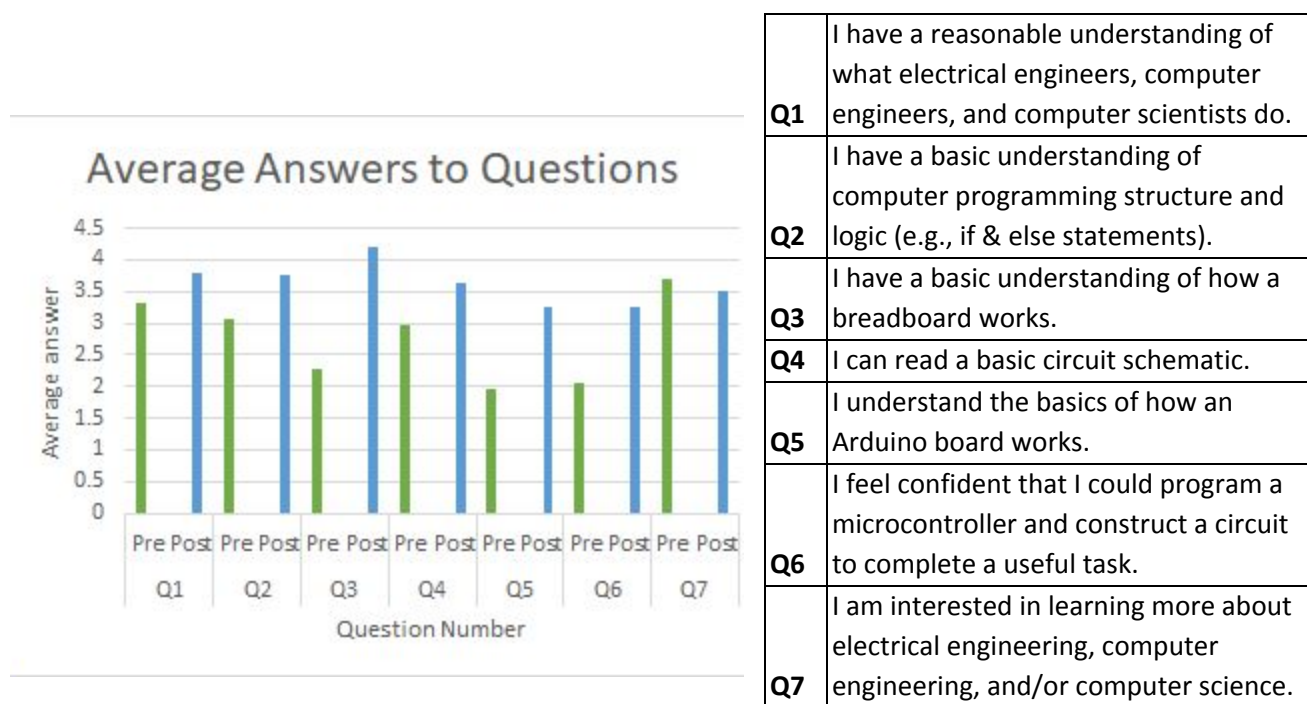 Average Answers to Questions
4.5
4
3.5
3
2.5
2
1.5
1
0.5
0
Average answer
Pre Post Pre Post Pre Post Pre Post Pre Post Pre Post Pre Post
Q1 Q2 Q3 Q4 Q5 Q6 Q7
Question Number
I have a reasonable understanding of
what electrical engineers, computer
Q1 engineers, and computer scientists do.
I have a basic understanding of
computer programming structure and
Q2 logic (e.g., if & else statements).
I have a basic understanding of how a
Q3 breadboard works.
Q4 I can read a basic circuit schematic.
I understand the basics of how an
Q5 Arduino board works.
I feel confident that I could program a
microcontroller and construct a circuit
Q6 to complete a useful task.
I am interested in learning more about
electrical engineering, computer
Q7 engineering, and/or computer science.